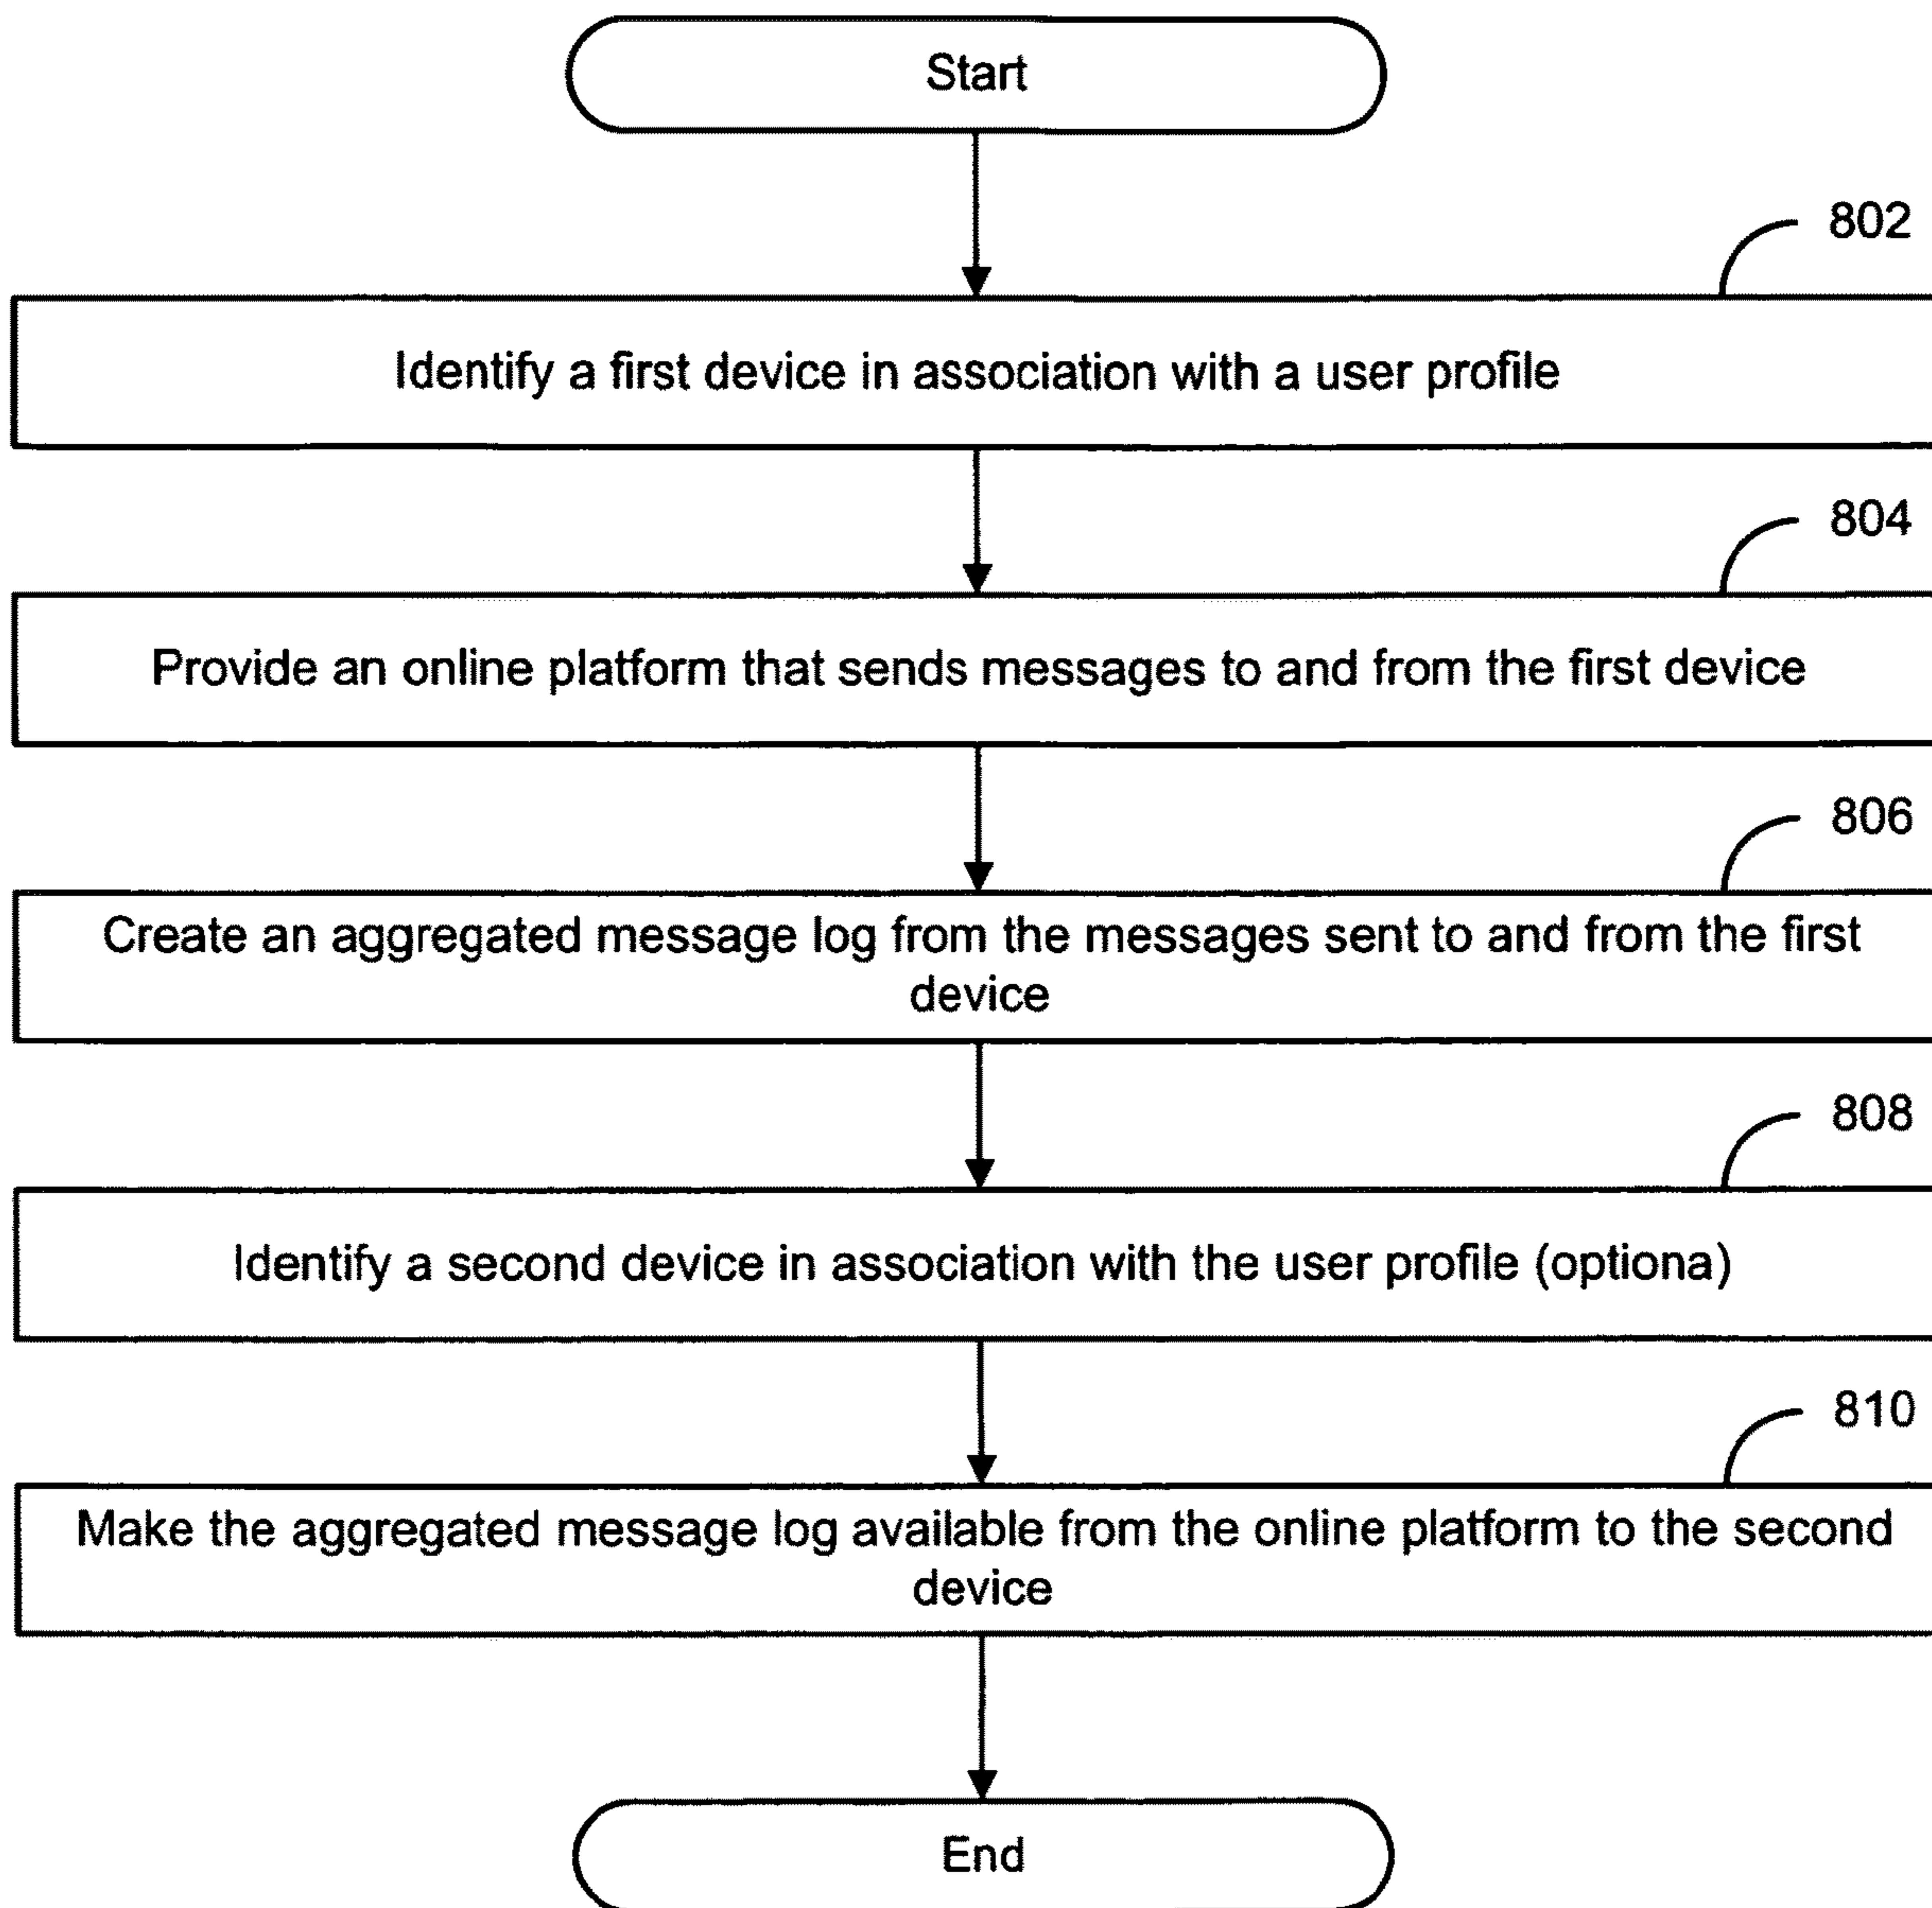 Start
802
Identify a first device in association with a user profile
804
Provide an online platform that sends messages to and from the first device
806
Create an aggregated message log from the messages sent to and from the first
device
808
Identify a second device in association with the user profile (optiona)
810
Make the aggregated message log available from the online platform to the second
device
End